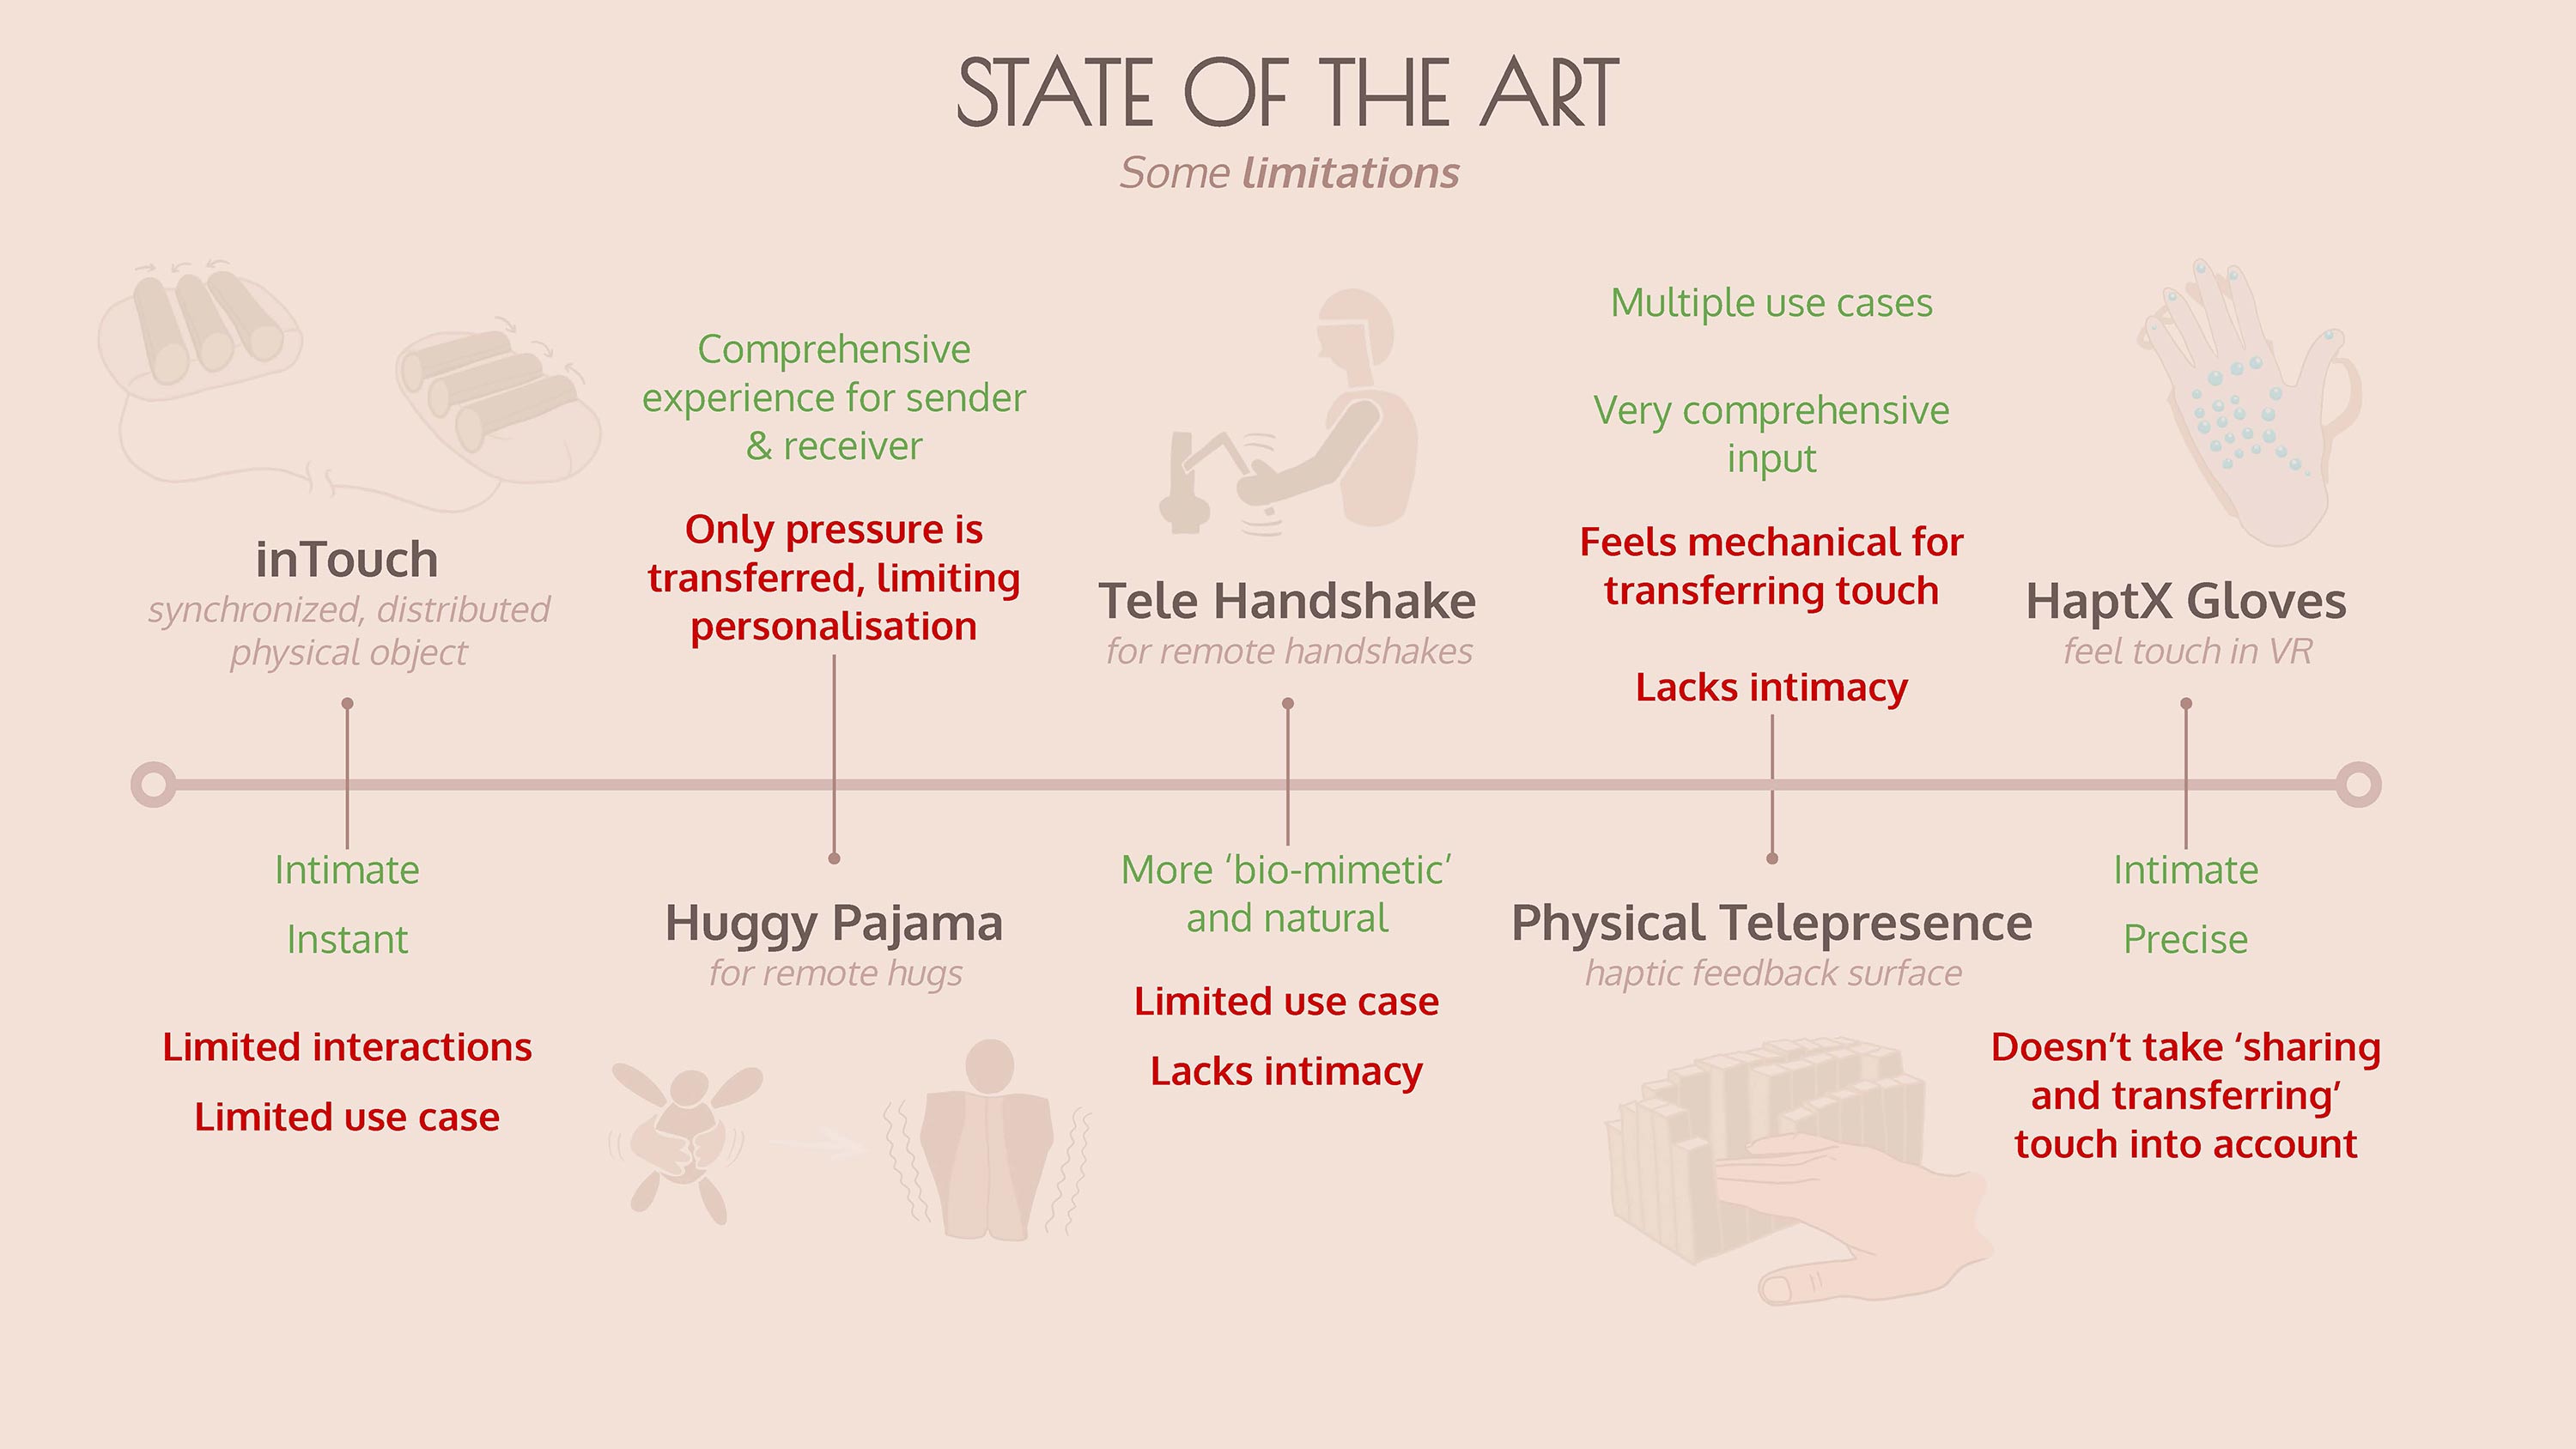 STATE OF THE ART
Some limitations
inTouch
synchronized, distributed
physical object
Intimate
Instant
Limited interactions
Limited use case
Comprehensive
experience for sender
& receiver
Only pressure is
transferred, limiting
personalisation
Huggy Pajama
for remote hugs
Tele Handshake
for remote handshakes
More ‘bio-mimetic’
and natural
Limited use case
Lacks intimacy
Multiple use cases
Very comprehensive
input
Feels mechanical for
transferring touch
Lacks intimacy
Physical Telepresence
haptic feedback surface
HaptX Gloves
feel touch in VR
Intimate
Precise
Doesn’t take ‘sharing
and transferring’
touch into account